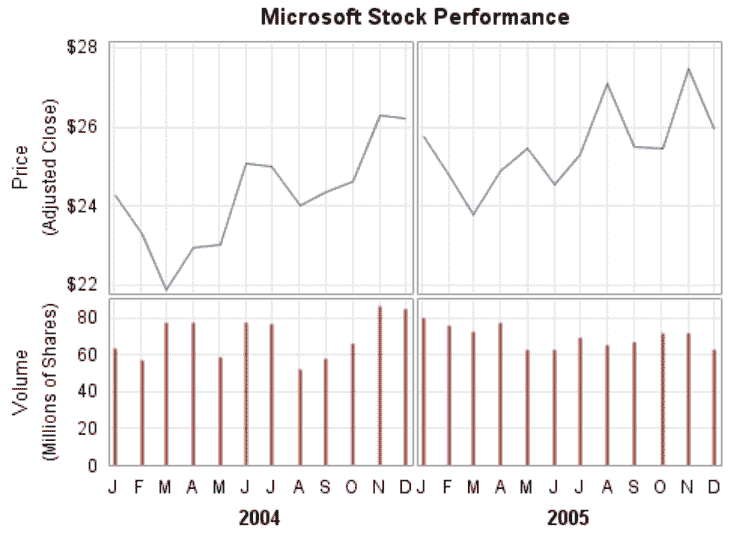 Microsoft Stock Performance
Price
(Adjusted Close)
$28
$26
$24
$22
Volume
(Millions of Shares)
80
60
40
20
0
J F M A M J J A S O N D J F M A M J J A S O N D
2004 2005